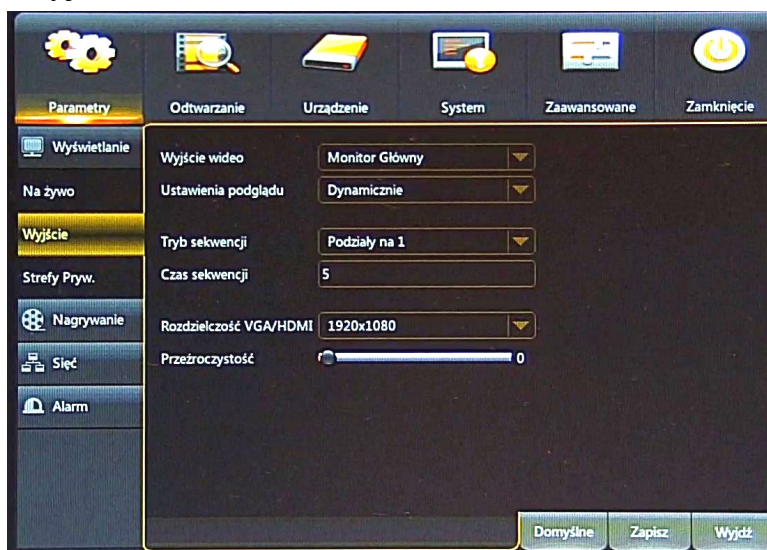 Parametry Odtwarzanie Urządzenie System Zaawansowane Zamknięcie
Wyświetlanie
Na żywo
Wyjście
Strefy Pryw.
Nagrywanie
Sięć
Alarm
Wyjście wideo Monitor Główny
Ustawienia podglądu Dynamicznie
Tryb sekwencji Podziały na 1
Czas sekwencji 5
Rozdzielczość VGA/HDMI 1920x1080
Przeźroczystość 0
Domyślne Zapisz Wyjdź